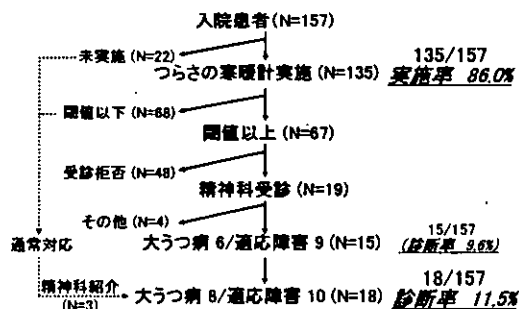 入院患者(N=157)
未実施(N=22)
135/157
つらさの寒暖計実施(N=135)
実施率 86.0%
閾値以下(N=68)
閾値以上(N=67)
受診拒否(N=48)
精神科受診(N=19)
その他(N=4)
15/157
通常対応
大うつ病 6/適応障害 9(N=15)
(診断率 9.6%)
18/157
精神科紹介
(N=3)
大うつ病 8/適応障害 10(N=18)
診断率 11.5%